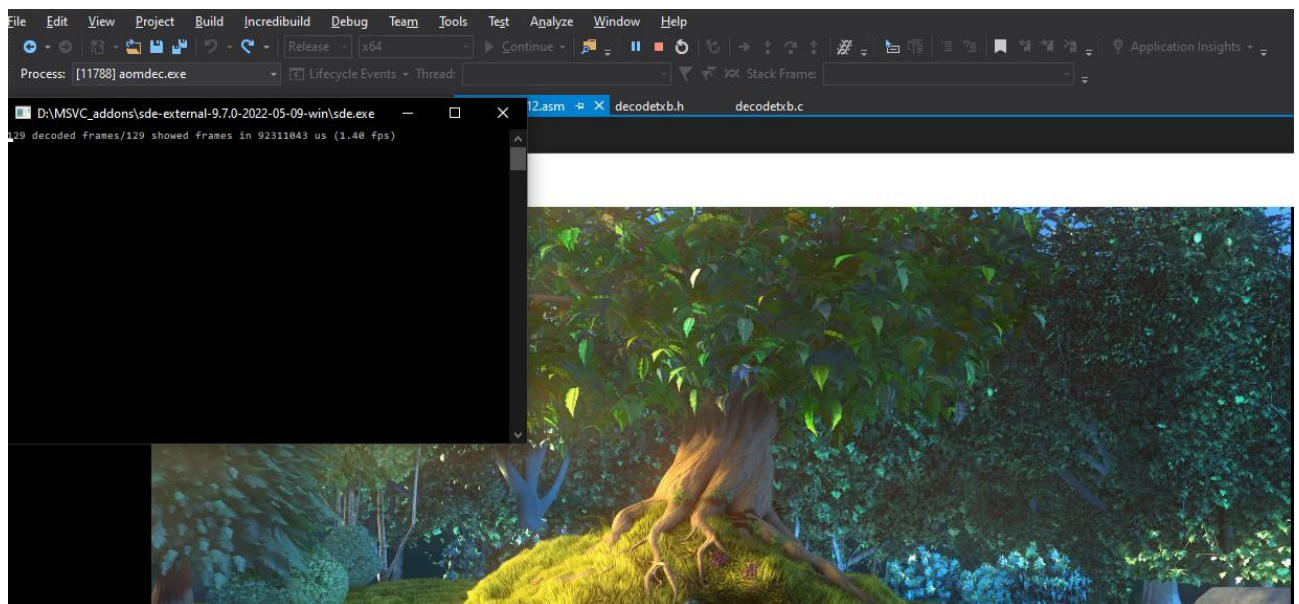 File Edit View Project Build Incredibuild Debug Team Tools Test Analyze Window Help
Release x64 Continue Application Insights
Process: [11788] aomdec.exe Lifecycle Events Thread: Stack Frame:
D:\MSVC_addons\sde-external-9.7.0-2022-05-09-win\sde.exe 12.asm decodetxb.h decodetxb.c
129 decoded frames/129 showed frames in 92311043 us (1.40 fps)